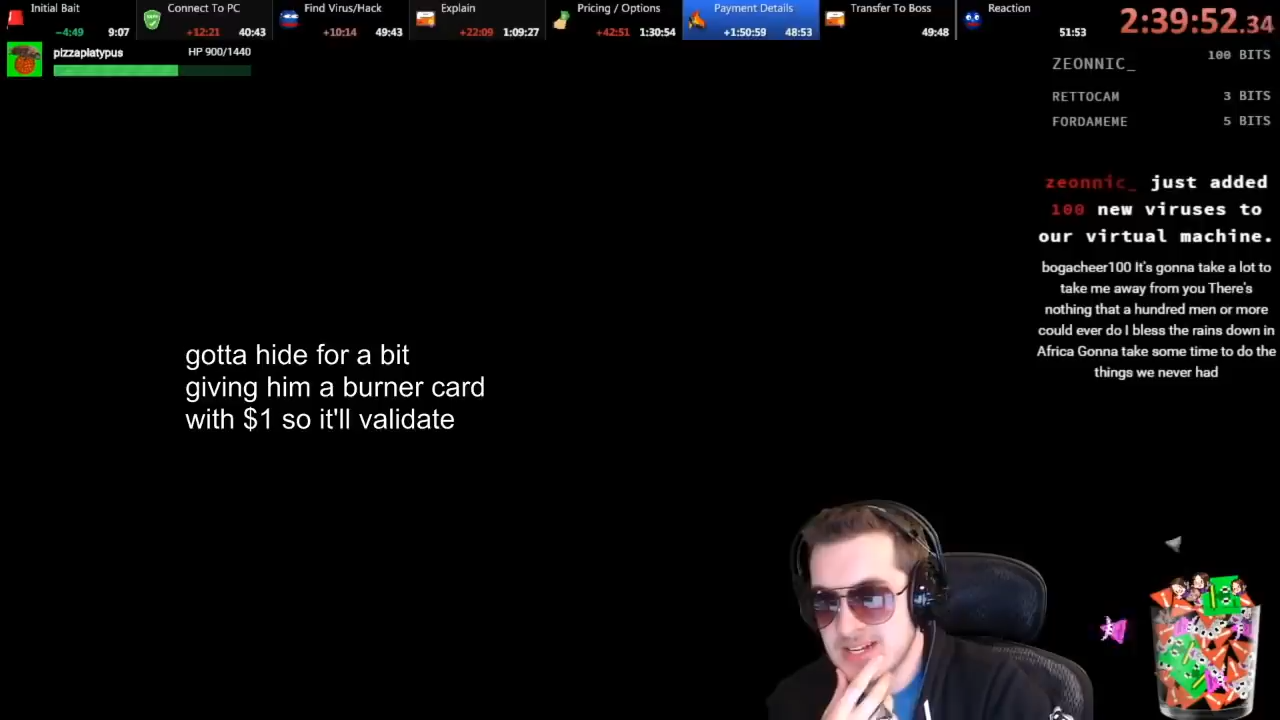 Initial Bait
-4:49 9:07
Connect To PC
+12:21 40:43
Find Virus/Hack
+10:14 49:43
Explain
+22:09 1:09:27
Pricing / Options
+42:51 1:30:54
Payment Details
+1:50:59 48:53
Transfer To Boss
49:48
Reaction
51:53
2:39:52.34
pizzaplatypus HP 900/1440
ZEONNIC_ 100 BITS
RETTOCAM 3 BITS
FORDAMEME 5 BITS
zeonnic_ just added
100 new viruses to
our virtual machine.
bogacheer100 It's gonna take a lot to
take me away from you There's
nothing that a hundred men or more
could ever do I bless the rains down in
Africa Gonna take some time to do the
things we never had
gotta hide for a bit
giving him a burner card
with $1 so it'll validate